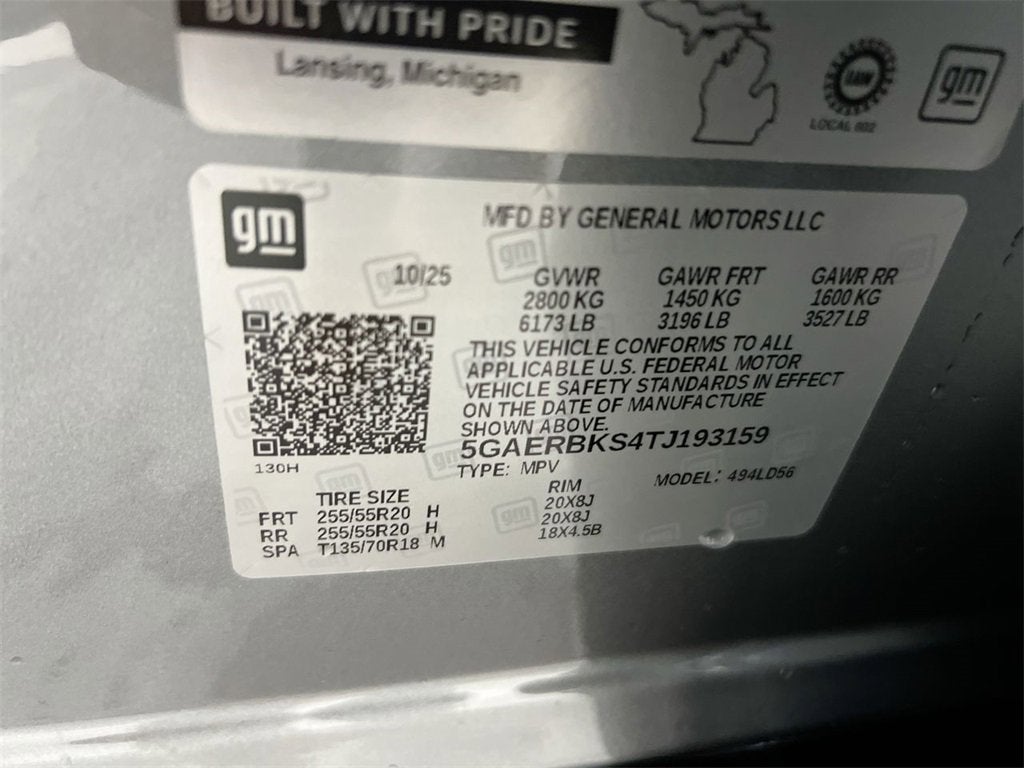 BUILT WITH PRIDE
Lansing, Michigan
UAW
LOCAL 602
gm
gm
MFD BY GENERAL MOTORS LLC
10/25
GVWR GAWR FRT GAWR RR
2800 KG 1450 KG 1600 KG
6173 LB 3196 LB 3527 LB
THIS VEHICLE CONFORMS TO ALL
APPLICABLE U.S. FEDERAL MOTOR
VEHICLE SAFETY STANDARDS IN EFFECT
ON THE DATE OF MANUFACTURE
SHOWN ABOVE.
5GAERBKS4TJ193159
130H
TYPE: MPV MODEL: 494LD56
TIRE SIZE RIM
FRT 255/55R20 H 20X8J
RR 255/55R20 H 20X8J
SPA T135/70R18 M 18X4.5B